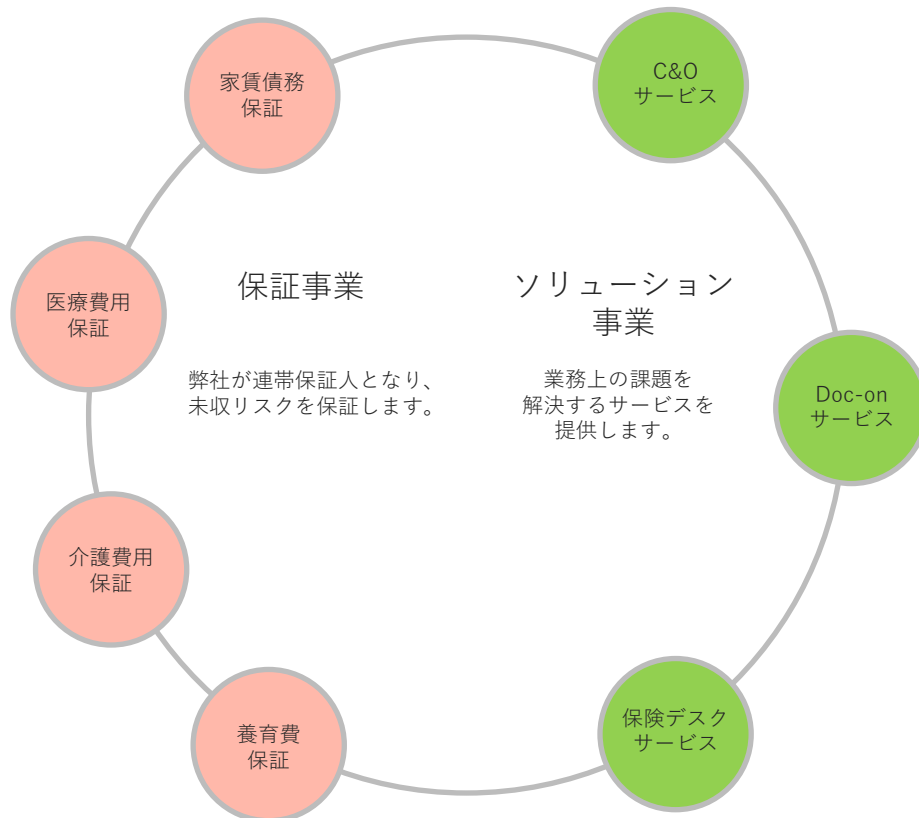 家賃債務
保証
C&O
サービス
医療費用
保証
保証事業
ソリューション
事業
弊社が連帯保証人となり、
未収リスクを保証します。
業務上の課題を
解決するサービスを
提供します。
Doc-on
サービス
介護費用
保証
養育費
保証
保険デスク
サービス